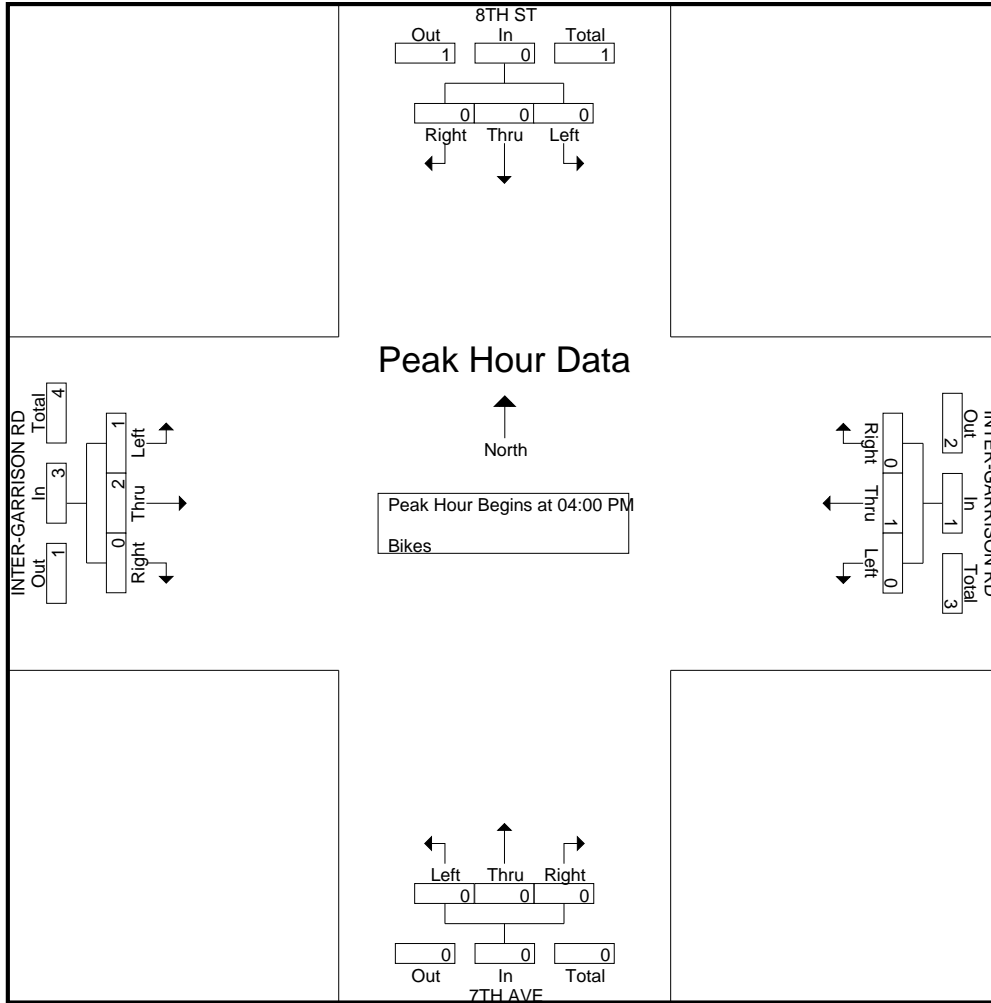 8TH ST
Out In Total
1 0 1
0 0 0
Right Thru Left
Peak Hour Data
North
Peak Hour Begins at 04:00 PM
Bikes
INTER-GARRISON RD
Out In Total
1 3 4
Right Thru Left
0 2 1
INTER-GARRISON RD
Out In Total
2 1 3
Right Thru Left
0 1 0
Left Thru Right
0 0 0
0 0 0
Out In Total
7TH AVE